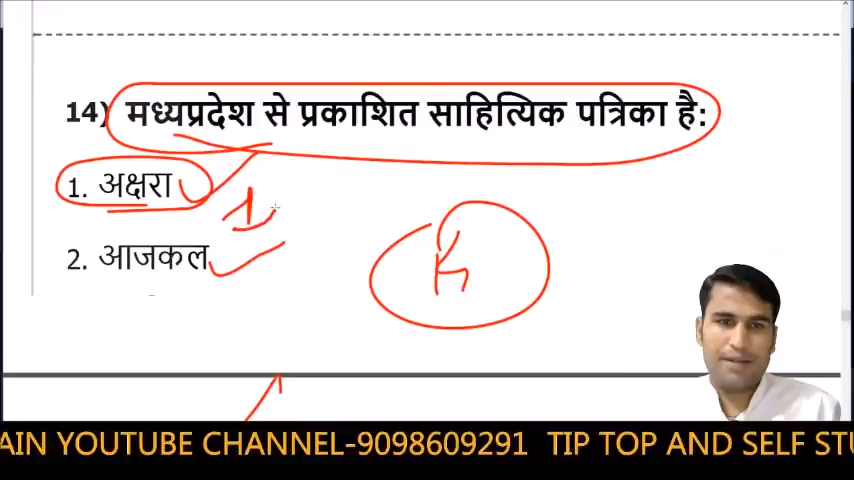 14) मध्यप्रदेश से प्रकाशित साहित्यिक पत्रिका है:
1. अक्षरा
1
2. आजकल
AIN YOUTUBE CHANNEL-9098609291 TIP TOP AND SELF STU